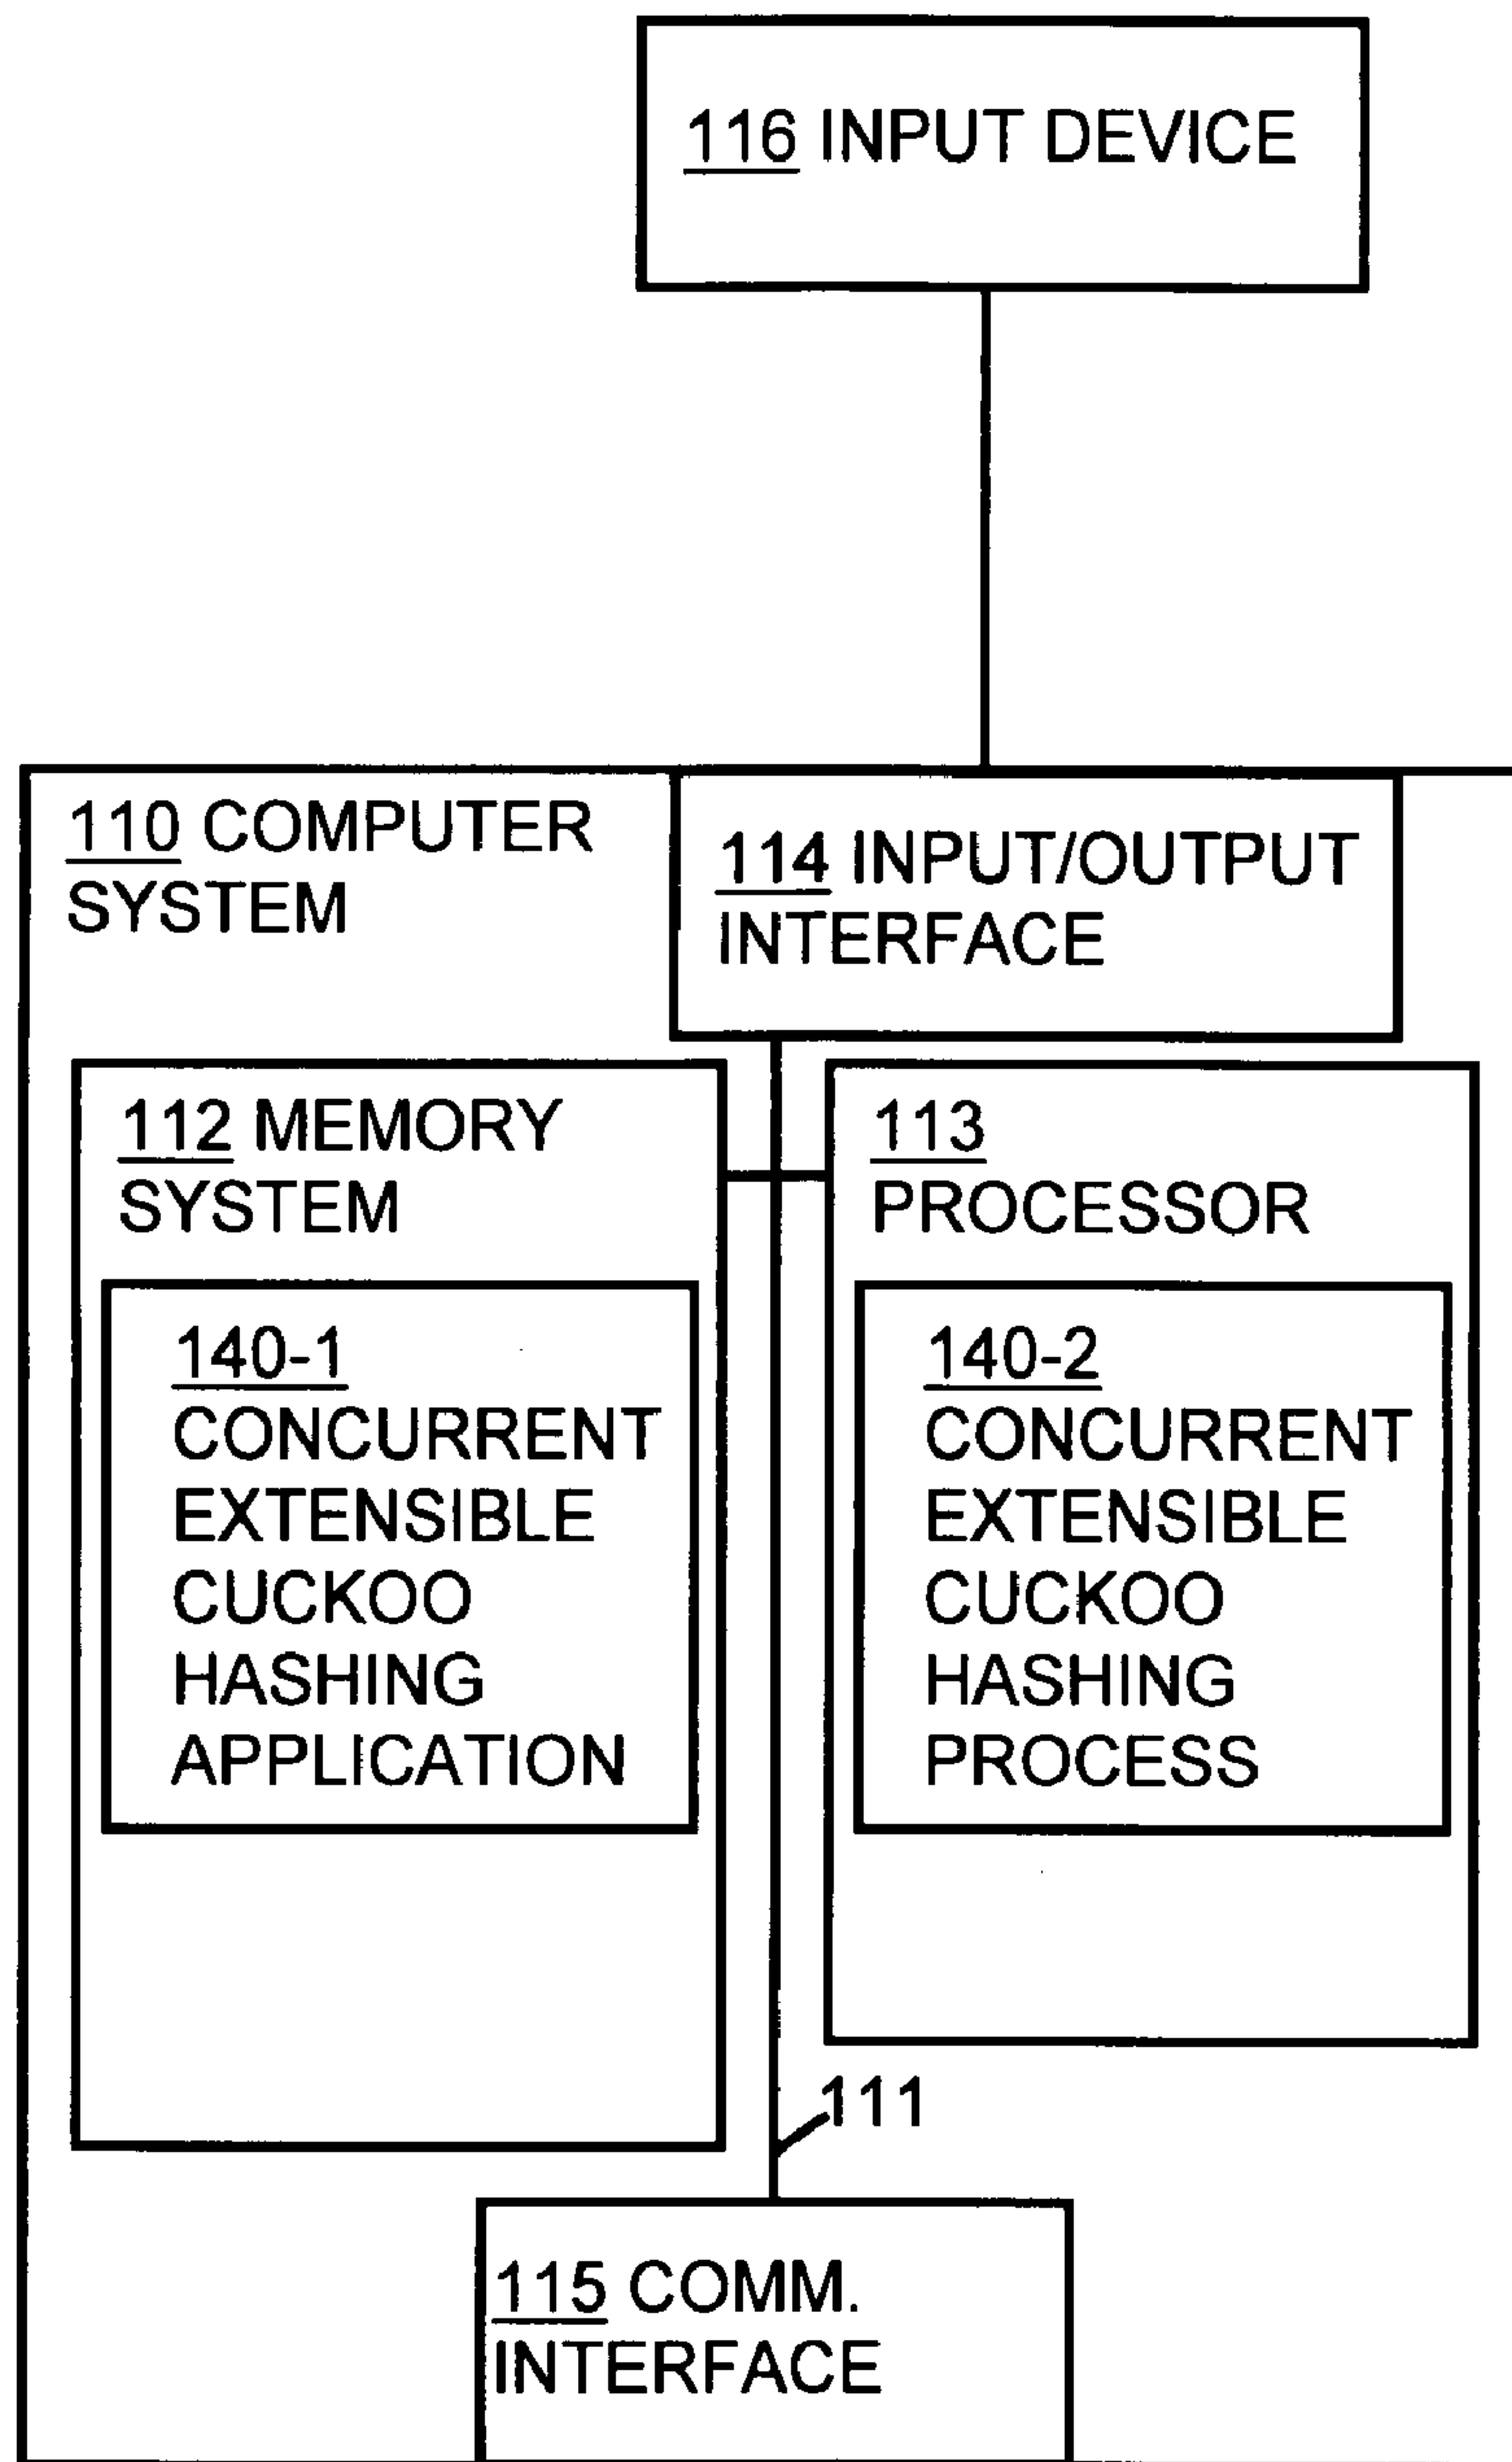 116 INPUT DEVICE
110 COMPUTER
SYSTEM
114 INPUT/OUTPUT
INTERFACE
112 MEMORY
SYSTEM
113
PROCESSOR
140-1
CONCURRENT
EXTENSIBLE
CUCKOO
HASHING
APPLICATION
140-2
CONCURRENT
EXTENSIBLE
CUCKOO
HASHING
PROCESS
111
115 COMM.
INTERFACE